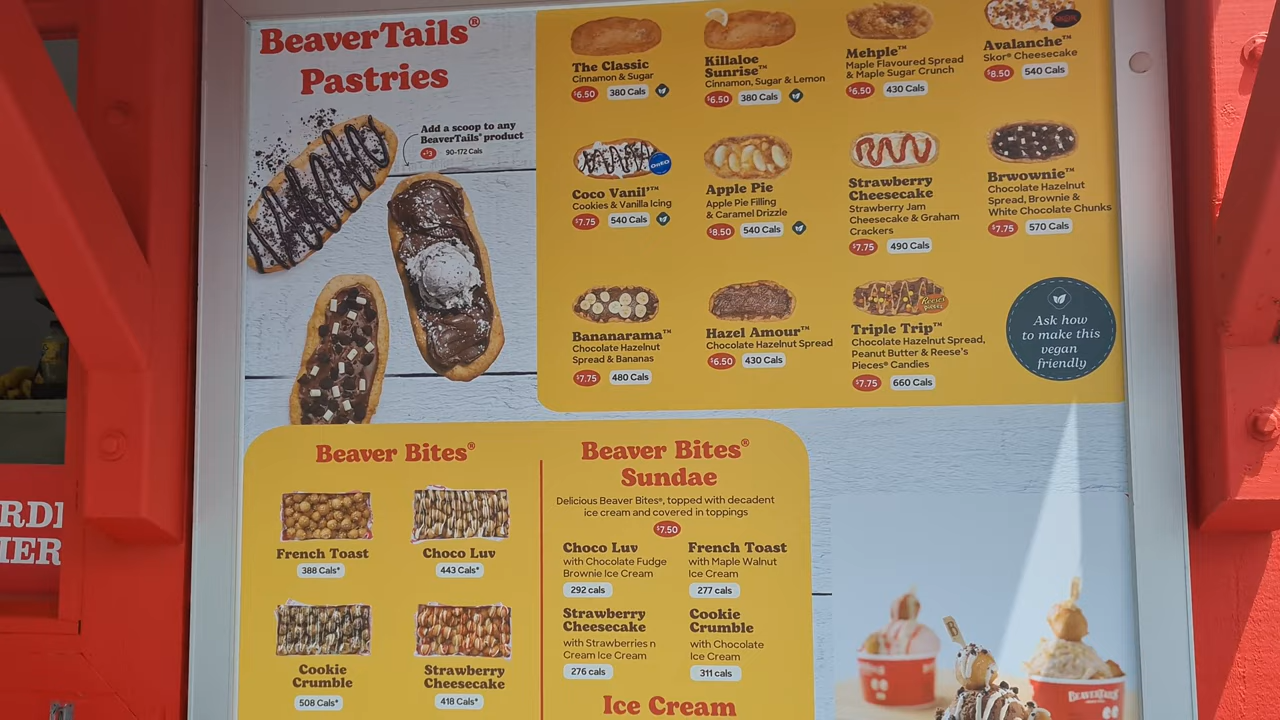 BeaverTails®
Pastries
Add a scoop to any
BeaverTails® product
$3 90-172 Cals
The Classic
Cinnamon & Sugar
$6.50 380 Cals
Killaloe
Sunrise™
Cinnamon, Sugar & Lemon
$6.50 380 Cals
Mehple™
Maple Flavoured Spread
& Maple Sugar Crunch
$6.50 430 Cals
Avalanche™
Skor® Cheesecake
$8.50 540 Cals
OREO
Coco Vanil'™
Cookies & Vanilla Icing
$7.75 540 Cals
Apple Pie
Apple Pie Filling
& Caramel Drizzle
$8.50 540 Cals
Strawberry
Cheesecake
Strawberry Jam
Cheesecake & Graham
Crackers
$7.75 490 Cals
Brwownie™
Chocolate Hazelnut
Spread, Brownie &
White Chocolate Chunks
$7.75 570 Cals
Bananarama™
Chocolate Hazelnut
Spread & Bananas
$7.75 480 Cals
Hazel Amour™
Chocolate Hazelnut Spread
$6.50 430 Cals
Reese's
Triple Trip™
Chocolate Hazelnut Spread,
Peanut Butter & Reese's
Pieces® Candies
$7.75 660 Cals
Ask how
to make this
vegan
friendly
Beaver Bites®
French Toast
388 Cals*
Choco Luv
443 Cals*
Cookie
Crumble
508 Cals*
Strawberry
Cheesecake
418 Cals*
Beaver Bites®
Sundae
Delicious Beaver Bites®, topped with decadent
ice cream and covered in toppings
$7.50
Choco Luv
with Chocolate Fudge
Brownie Ice Cream
292 cals
French Toast
with Maple Walnut
Ice Cream
277 cals
Strawberry
Cheesecake
with Strawberries n
Cream Ice Cream
276 cals
Cookie
Crumble
with Chocolate
Ice Cream
311 cals
Ice Cream
BEAVERTAILS